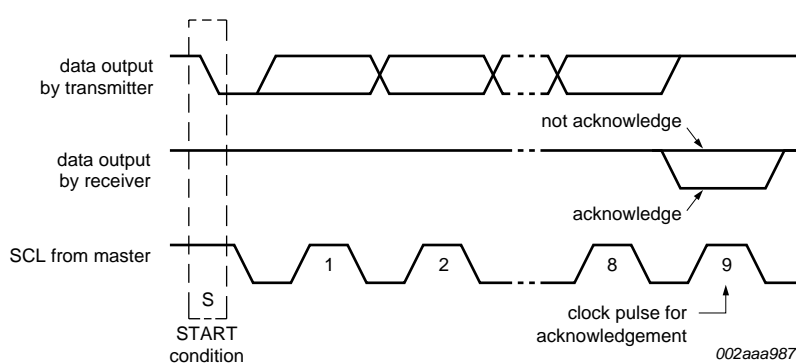 data output
by transmitter
not acknowledge
data output
by receiver
acknowledge
SCL from master
1
2
8
9
S
START
condition
clock pulse for
acknowledgement
002aaa987